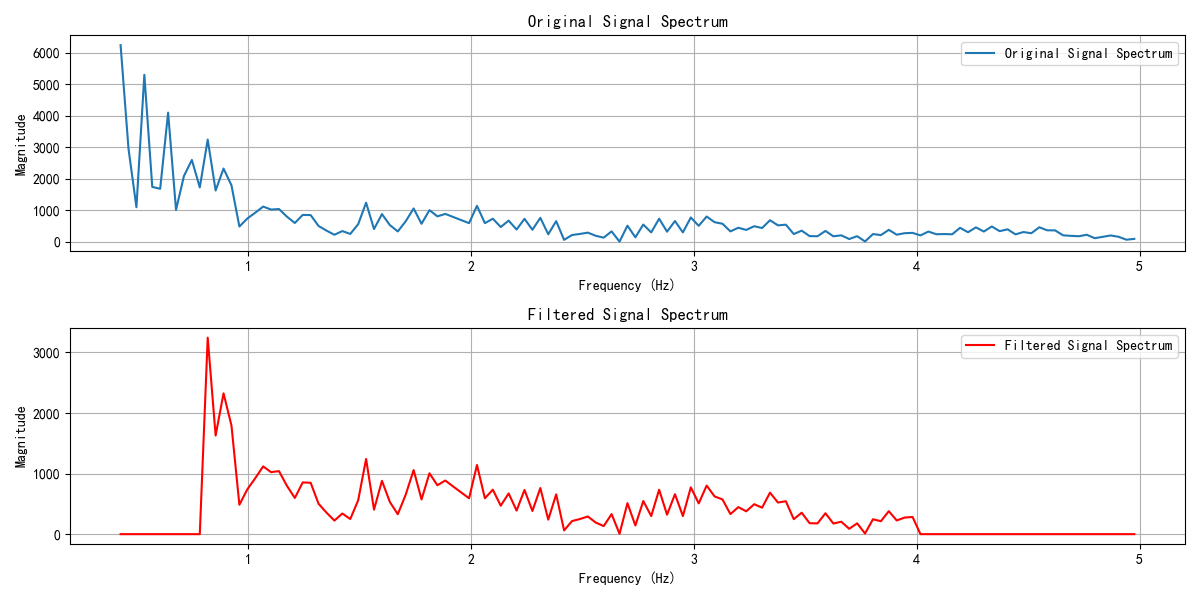 Original Signal Spectrum
Original Signal Spectrum
6000
5000
4000
3000
2000
1000
0
Magnitude
1 2 3 4 5
Frequency (Hz)
Filtered Signal Spectrum
Filtered Signal Spectrum
3000
2000
1000
0
Magnitude
1 2 3 4 5
Frequency (Hz)